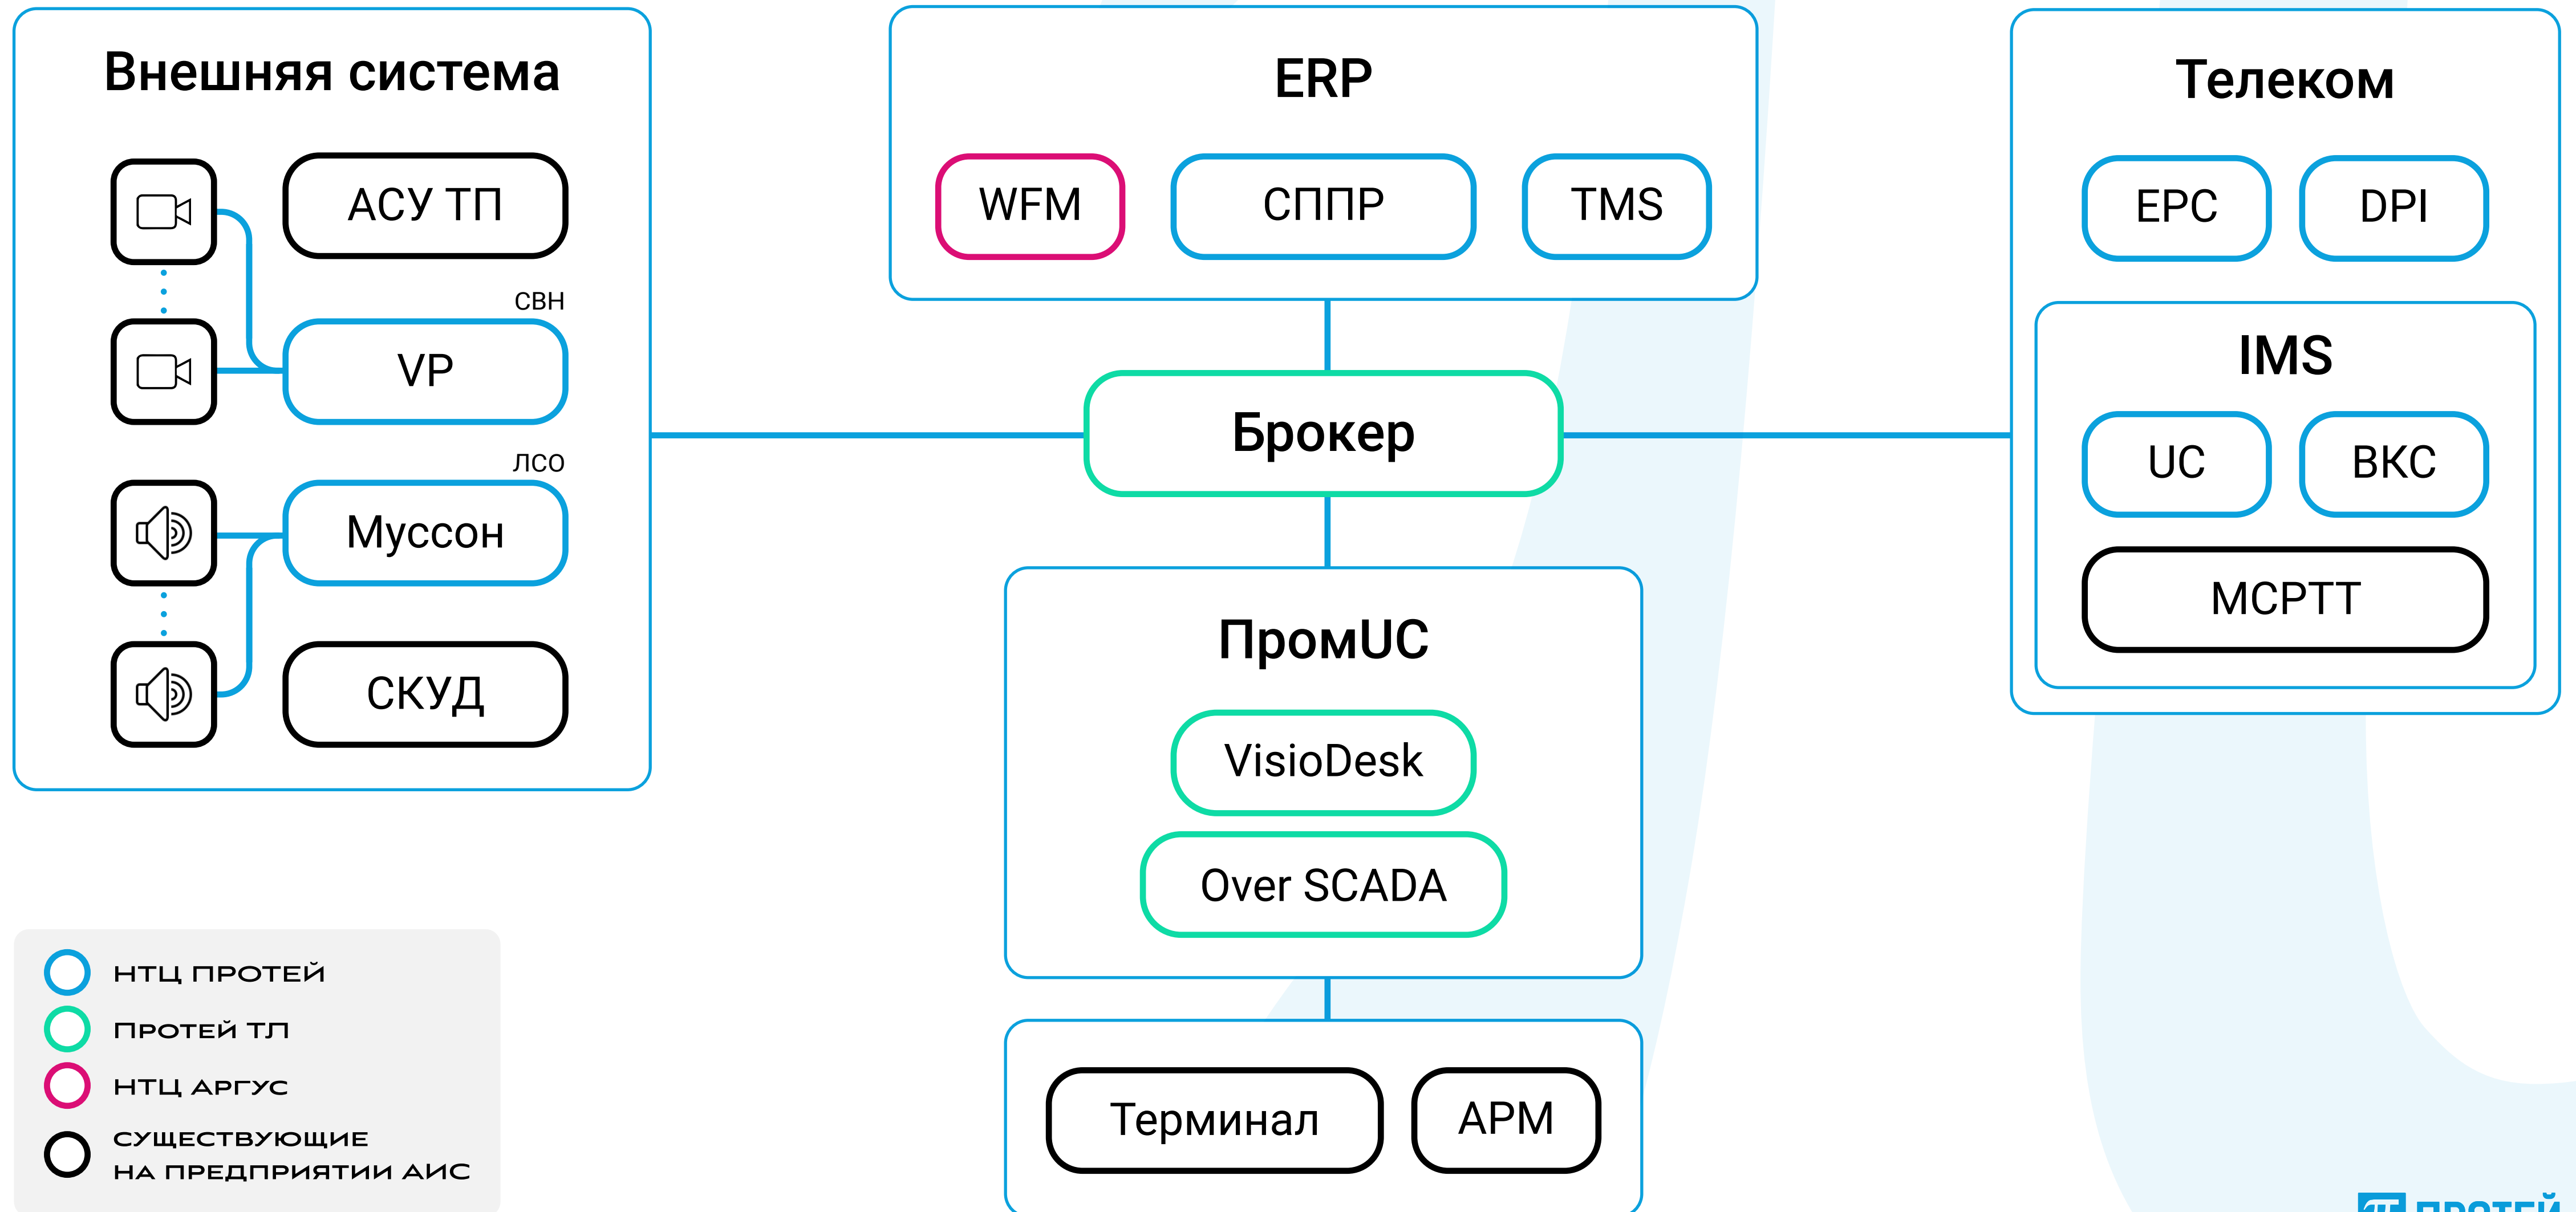 Внешняя система
АСУ ТП
СВН
VP
ЛСО
Муссон
СКУД
ERP
WFM
СППР
TMS
Брокер
ПромUC
VisioDesk
Over SCADA
Терминал
АРМ
Телеком
EPC
DPI
IMS
UC
ВКС
MCPTT
НТЦ ПРОТЕЙ
ПРОТЕЙ ТЛ
НТЦ АРГУС
СУЩЕСТВУЮЩИЕ
НА ПРЕДПРИЯТИИ АИС
ПРОТЕЙ